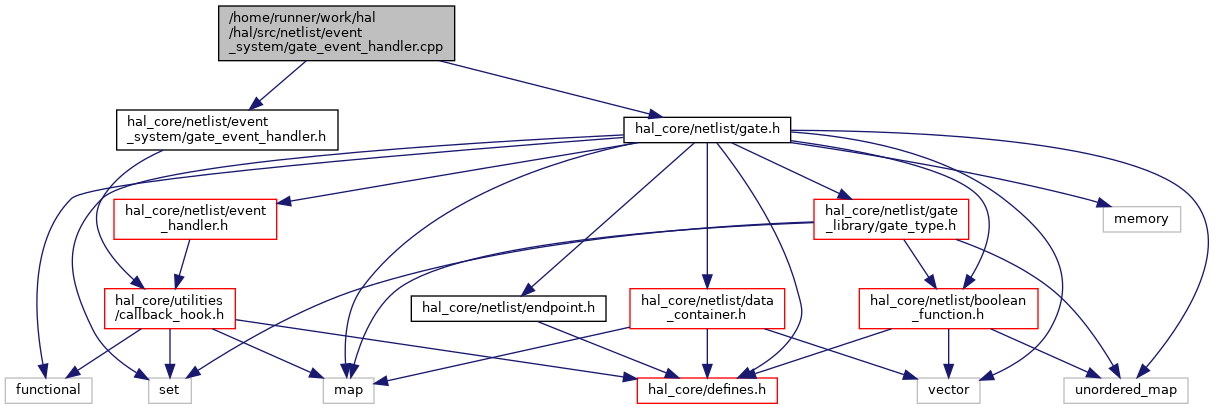 /home/runner/work/hal
/hal/src/netlist/event
_system/gate_event_handler.cpp
hal_core/netlist/event
_system/gate_event_handler.h
hal_core/netlist/gate.h
hal_core/netlist/event
_handler.h
hal_core/netlist/gate
_library/gate_type.h
memory
hal_core/utilities
/callback_hook.h
hal_core/netlist/endpoint.h
hal_core/netlist/data
_container.h
hal_core/netlist/boolean
_function.h
functional
set
map
hal_core/defines.h
vector
unordered_map